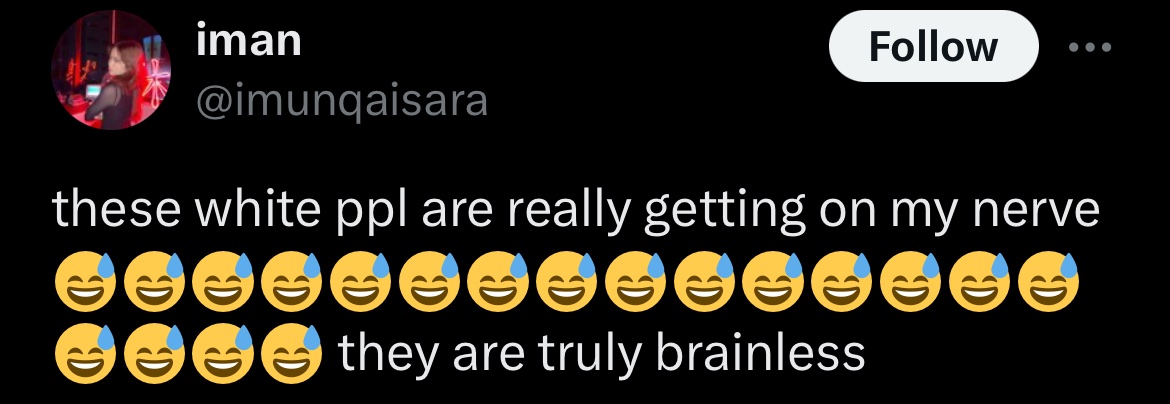 iman
Follow
@imunqaisara
these white ppl are really getting on my nerve
😅😅😅😅😅😅😅😅😅😅😅😅😅😅😅
😅😅😅😅 they are truly brainless